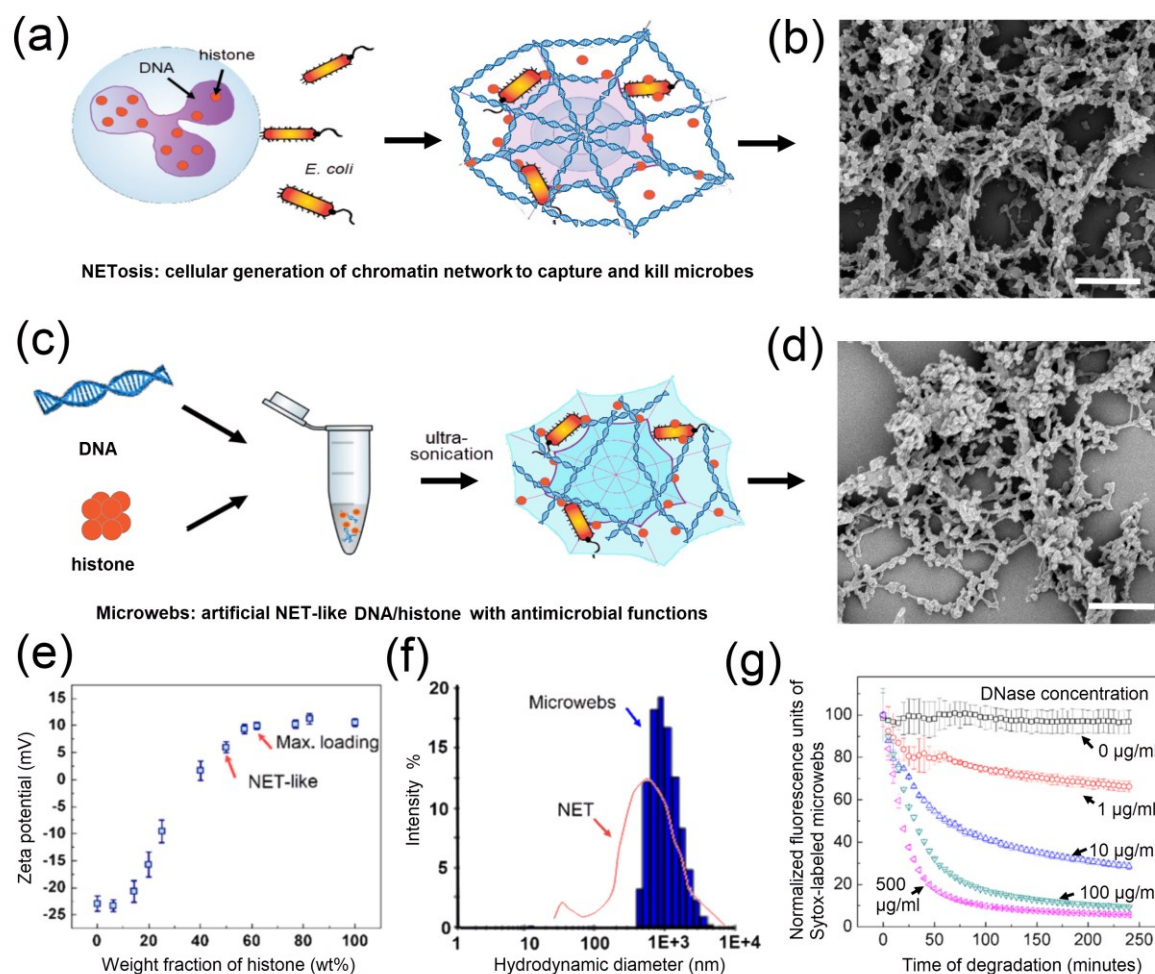 (a)
histone
DNA
E. coli
NETosis: cellular generation of chromatin network to capture and kill microbes
(b)
(c)
DNA
histone
ultra-
sonication
Microwebs: artificial NET-like DNA/histone with antimicrobial functions
(d)
(e)
Zeta potential (mV)
15
10
5
0
-5
-10
-15
-20
-25
Max. loading
NET-like
0
20
40
60
80
100
Weight fraction of histone (wt%)
(f)
Intensity %
20
15
10
5
0
Microwebs
NET
1
10
100
1E+3
1E+4
Hydrodynamic diameter (nm)
(g)
Normalized fluorescence units of
Sytox-labeled microwebs
100
80
60
40
20
0
DNase concentration
0 µg/ml
1 µg/ml
10 µg/m
100 µg/ml
500
µg/ml
0
50
100
150
200
250
Time of degradation (minutes)